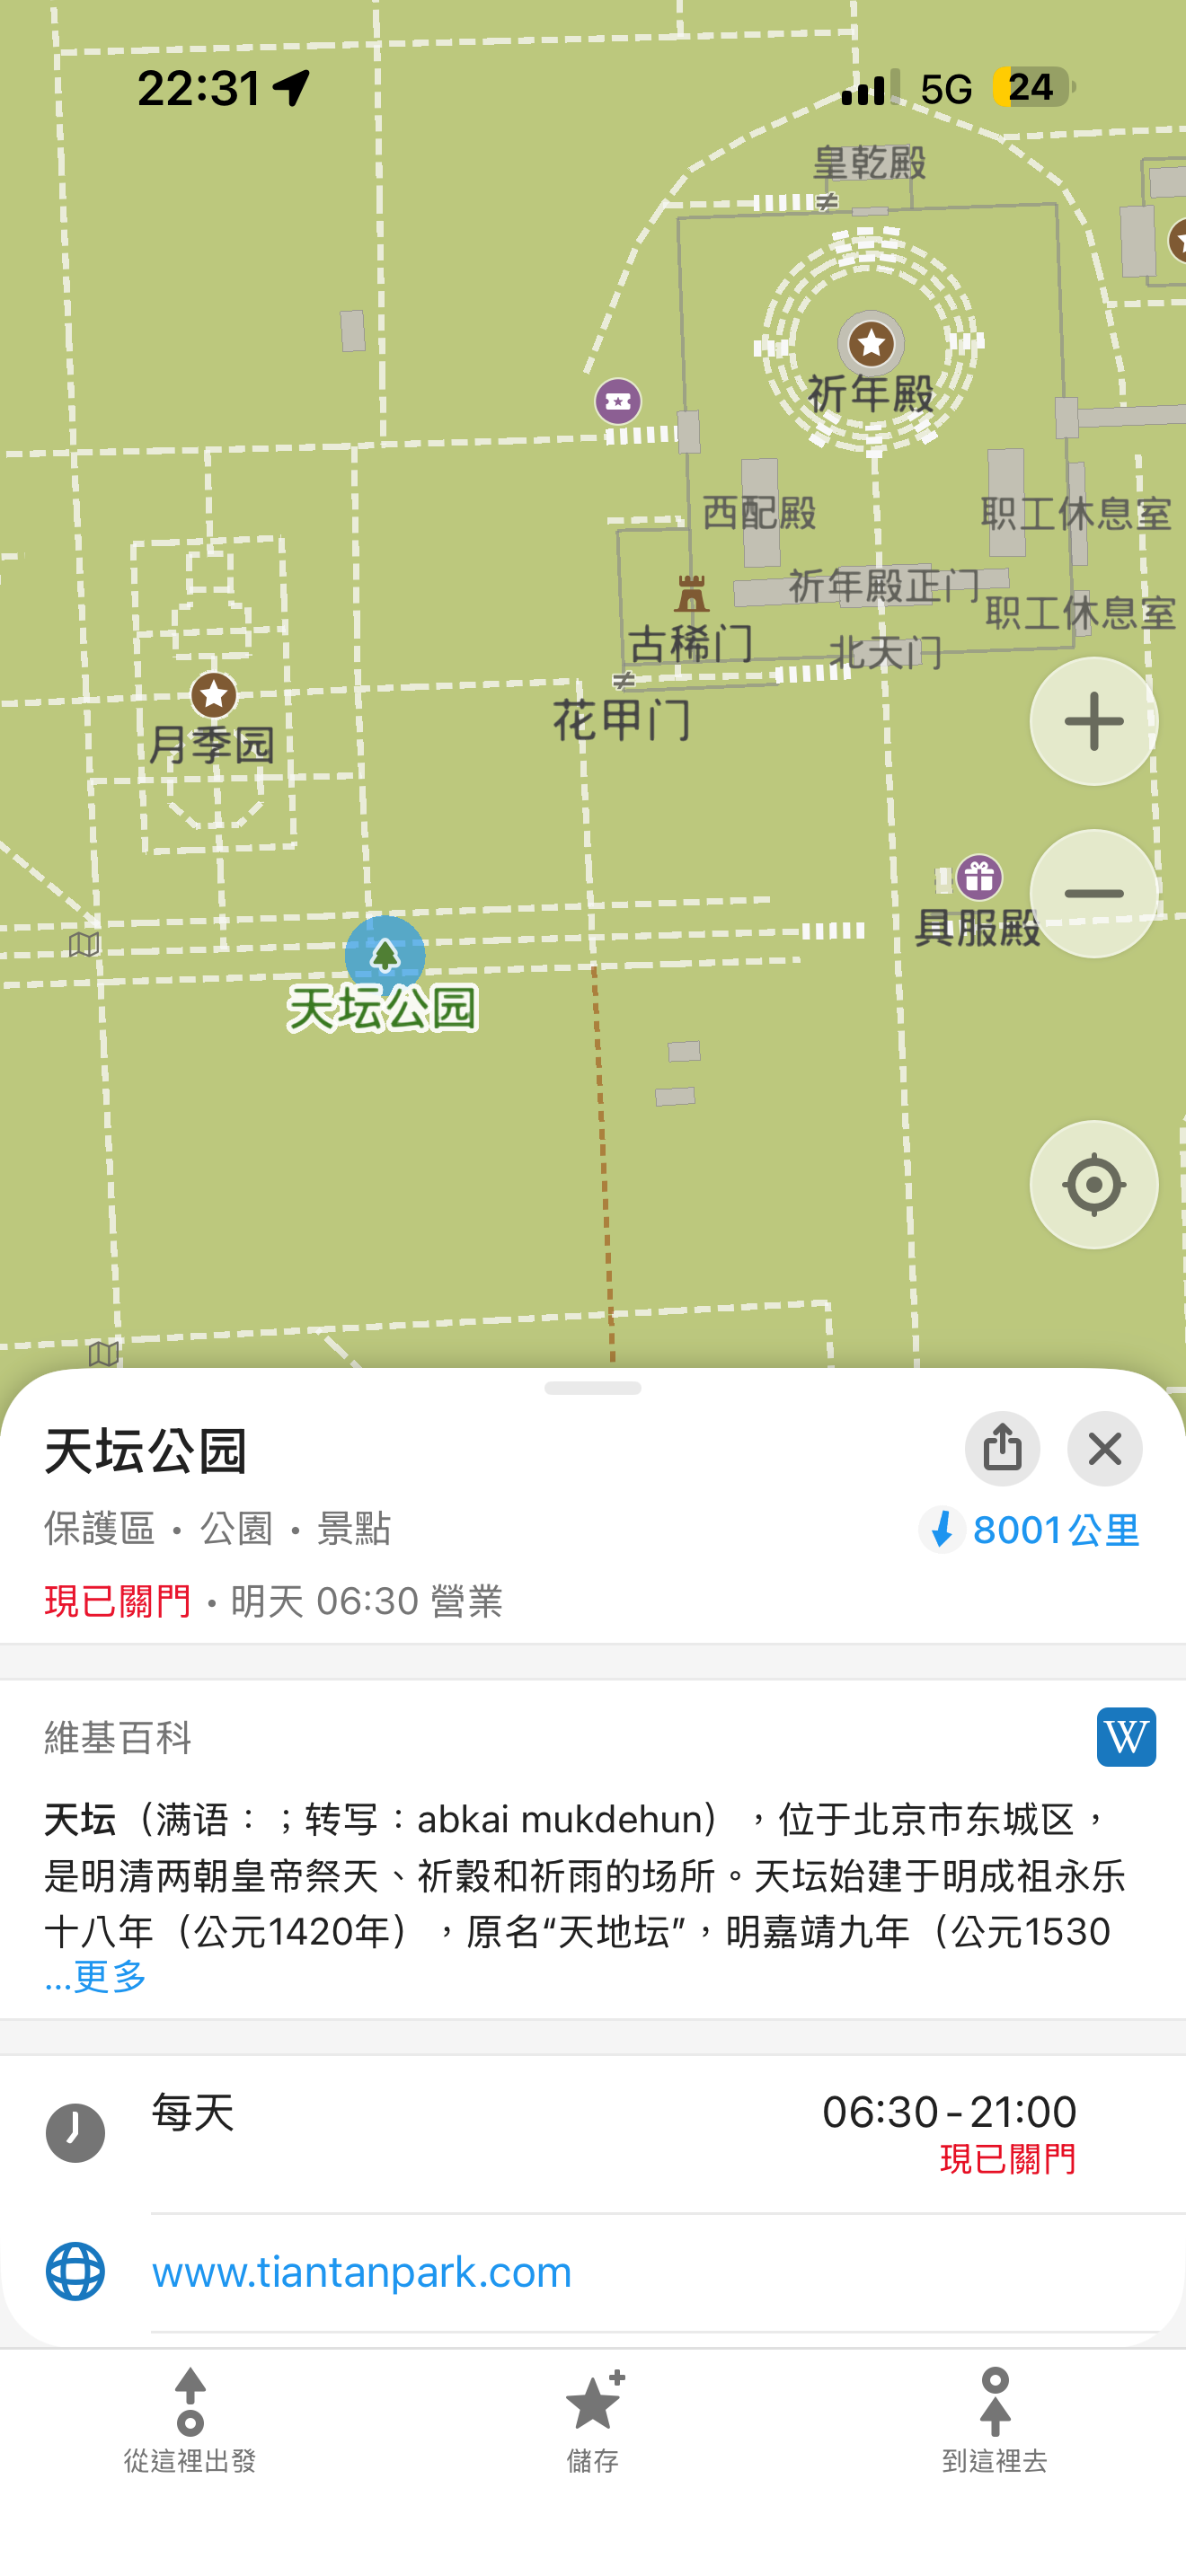 22:31
5G
24
皇乾殿
祈年殿
西配殿
职工休息室
祈年殿正门
职工休息室
古稀门
北天门
花甲门
月季园
具服殿
天坛公园
天坛公园
保護區 • 公園 • 景點
8001公里
現已關門 • 明天 06:30 營業
維基百科
W
天坛（满语：；转写：abkai mukdehun），位于北京市东城区，
是明清两朝皇帝祭天、祈穀和祈雨的场所。天坛始建于明成祖永乐
十八年（公元1420年），原名“天地坛”，明嘉靖九年（公元1530
...更多
每天
06:30-21:00
現已關門
www.tiantanpark.com
從這裡出發
儲存
到這裡去